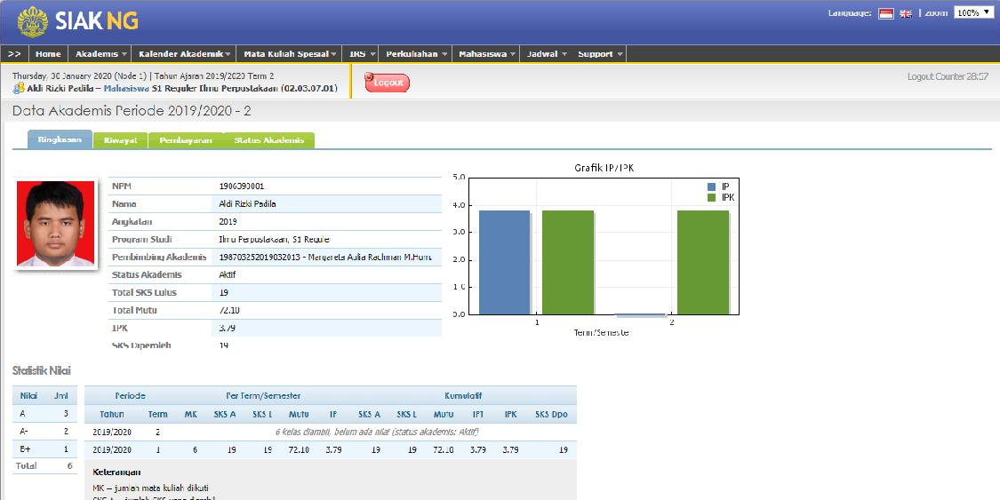 SIAK NG
Language: | zoom 100%
>> Home Akademis Kalender Akademik Mata Kuliah Spesial IRS Perkuliahan Mahasiswa Jadwal Support
Thursday, 30 January 2020 (Node 1) | Tahun Ajaran 2019/2020 Term 2
Aldi Rizki Padila – Mahasiswa S1 Reguler Ilmu Perpustakaan (02.03.07.01)
Logout
Logout Counter 28:57
Data Akademis Periode 2019/2020 - 2
Ringkasan Riwayat Pembayaran Status Akademis
NPM 1906390001
Nama Aldi Rizki Padila
Angkatan 2019
Program Studi Ilmu Perpustakaan, S1 Reguler
Pembimbing Akademis 198703252019032013 - Margareta Aulia Rachman M.Hum.
Status Akademis Aktif
Total SKS Lulus 19
Total Mutu 72.10
IPK 3.79
SKS Diperoleh 19
Grafik IP/IPK
5.0
4.0
3.0
2.0
1.0
0.0
IP
IPK
1 2
Term/Semester
Statistik Nilai
Nilai Jml
A 3
A- 2
B+ 1
Total 6
Periode Per Term/Semester Kumulatif
Tahun Term MK SKS A SKS L Mutu IP SKS A SKS L Mutu IPT IPK SKS Dpo
2019/2020 2 6 kelas diambil, belum ada nilai (status akademis: Aktif)
2019/2020 1 6 19 19 72.10 3.79 19 19 72.10 3.79 3.79 19
Keterangan
MK – jumlah mata kuliah diikuti